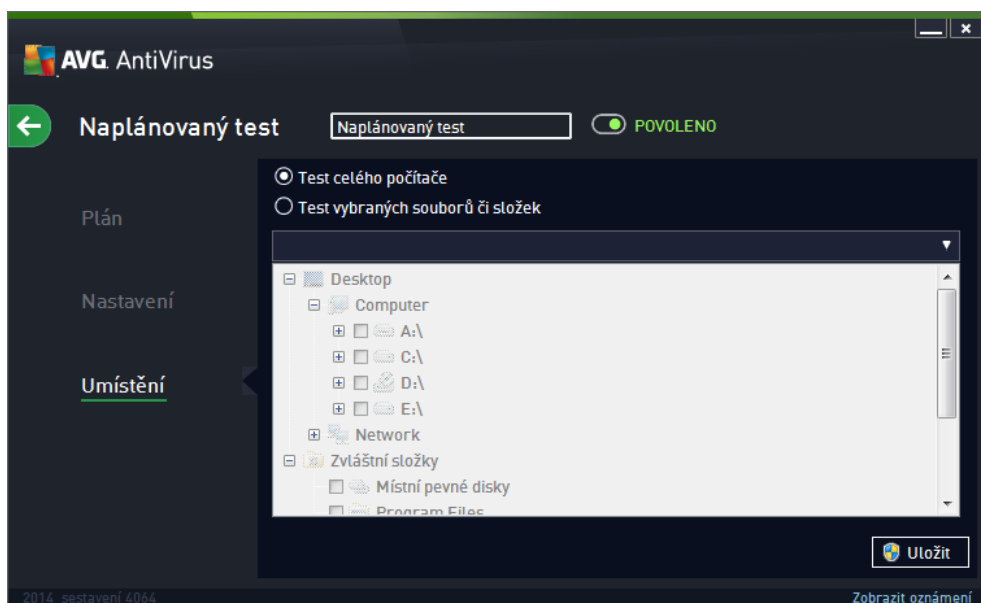 AVG. AntiVirus
Naplánovaný test
Naplánovaný test
POVOLENO
Plán
Nastavení
Umístění
Test celého počítače
Test vybraných souborů či složek
Desktop
Computer
A:\
C:\
D:\
E:\
Network
Zvláštní složky
Místní pevné disky
Program Files
Uložit
2014 sestavení 4064
Zobrazit oznámení